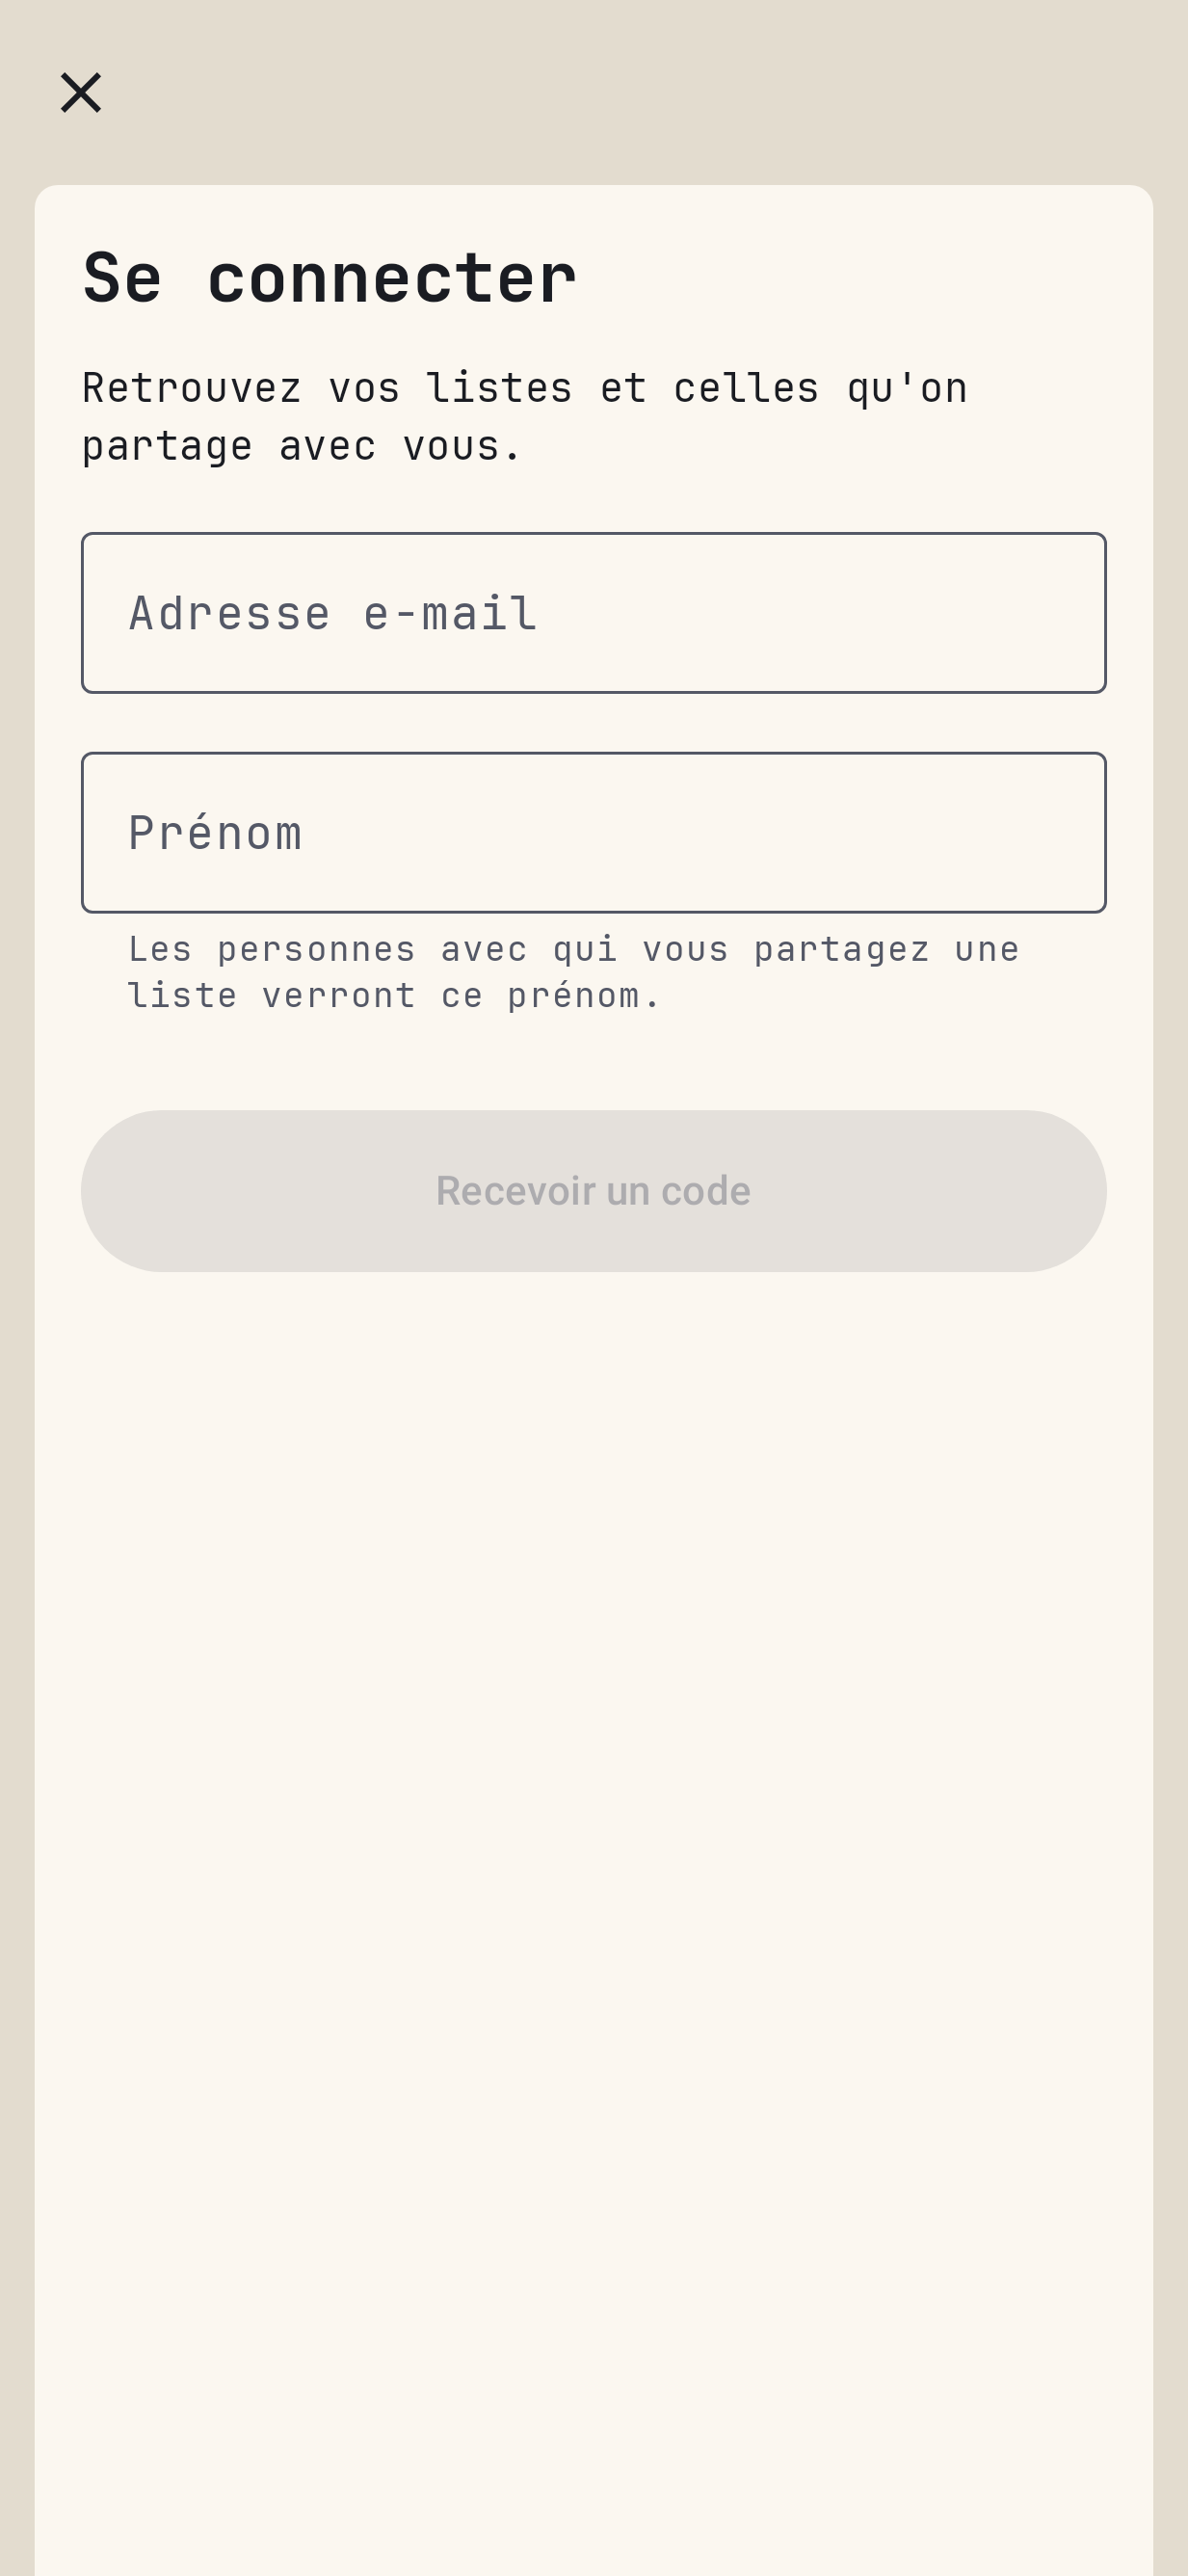 Se connecter
Retrouvez vos listes et celles qu'on
partage avec vous.
Adresse e-mail
Prénom
Les personnes avec qui vous partagez une
liste verront ce prénom.
Recevoir un code